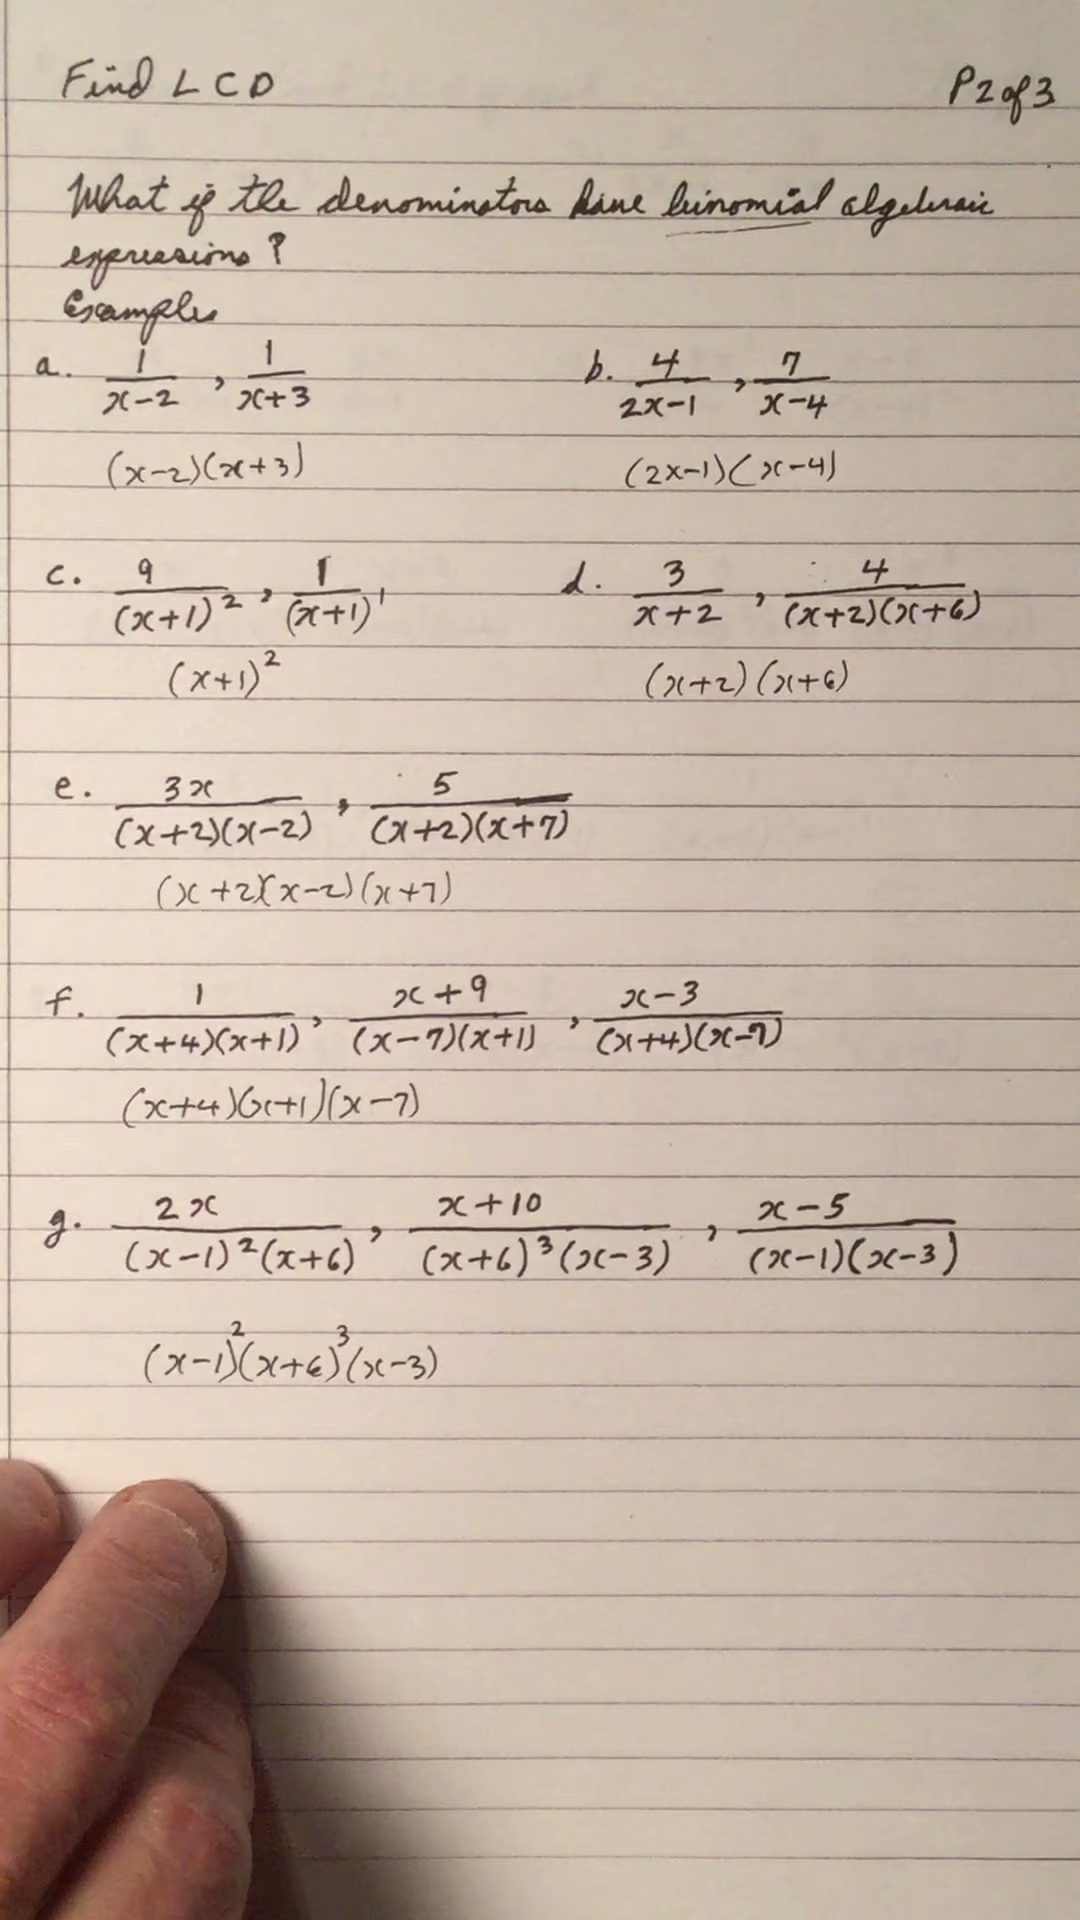 Find LCD P2 of 3
What if the denominators have binomial algebraic
expressions?
Examples
a. 1/(x-2) , 1/(x+3) b. 4/(2x-1) , 7/(x-4)
(x-2)(x+3) (2x-1)(x-4)
c. 9/(x+1)² , 1/(x+1)¹ d. 3/(x+2) , 4/((x+2)(x+6))
(x+1)² (x+2)(x+6)
e. 3x/((x+2)(x-2)) , 5/((x+2)(x+7))
(x+2)(x-2)(x+7)
f. 1/((x+4)(x+1)) , (x+9)/((x-7)(x+1)) , (x-3)/((x+4)(x-7))
(x+4)(x+1)(x-7)
g. 2x/((x-1)²(x+6)) , (x+10)/((x+6)³(x-3)) , (x-5)/((x-1)(x-3))
(x-1)²(x+6)³(x-3)